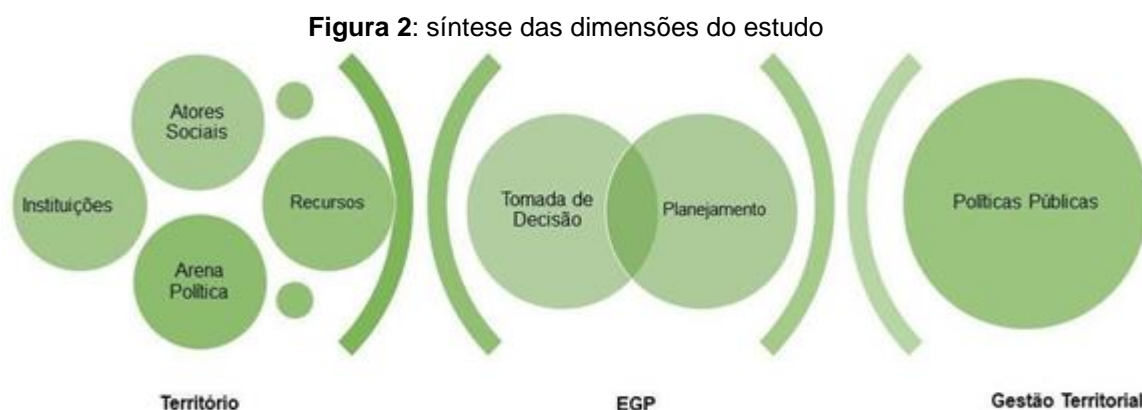 Figura 2: síntese das dimensões do estudo
Atores
Sociais
Instituições
Recursos
Arena
Política
Tomada de
Decisão
Planejamento
Políticas Públicas
Território
EGP
Gestão Territorial